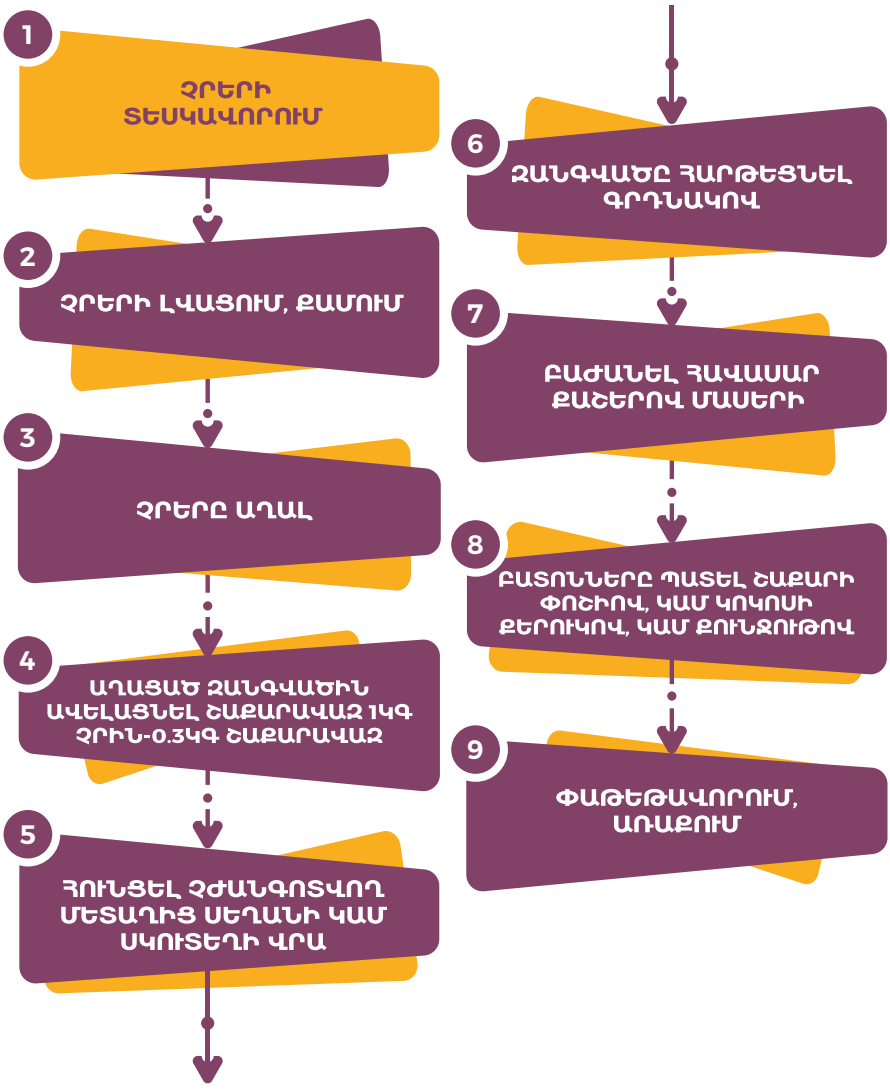 1
ՉՐԵՐԻ
ՏԵՍԿԱՎՈՐՈՒՄ
2
ՉՐԵՐԻ ԼՎԱՑՈՒՄ, ՔԱՄՈՒՄ
3
ՉՐԵՐԸ ԱՂԱԼ
4
ԱՂԱՑԱԾ ԶԱՆԳՎԱԾԻՆ
ԱՎԵԼԱՑՆԵԼ ՇԱՔԱՐԱՎԱԶ 1ԿԳ
ՉՐԻՆ-0.3ԿԳ ՇԱՔԱՐԱՎԱԶ
5
ՀՈՒՆՑԵԼ ՉԺԱՆԳՈՏՎՈՂ
ՄԵՏԱՂԻՑ ՍԵՂԱՆԻ ԿԱՄ
ՍԿՈՒՏԵՂԻ ՎՐԱ
6
ԶԱՆԳՎԱԾԸ ՀԱՐԹԵՑՆԵԼ
ԳՐԴՆԱԿՈՎ
7
ԲԱԺԱՆԵԼ ՀԱՎԱՍԱՐ
ՔԱՇԵՐՈՎ ՄԱՍԵՐԻ
8
ԲԱՏՈՆՆԵՐԸ ՊԱՏԵԼ ՇԱՔԱՐԻ
ՓՈՇԻՈՎ, ԿԱՄ ԿՈԿՈՍԻ
ՔԵՐՈՒԿՈՎ, ԿԱՄ ՔՈՒՆՋՈՒԹՈՎ
9
ՓԱԹԵԹԱՎՈՐՈՒՄ,
ԱՌԱՔՈՒՄ